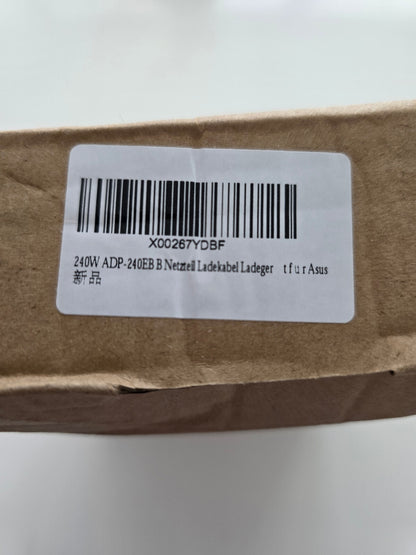 X00267YDBF
240W ADP-240EB B Netzteil Ladekabel Ladeger t f u r Asus
新品